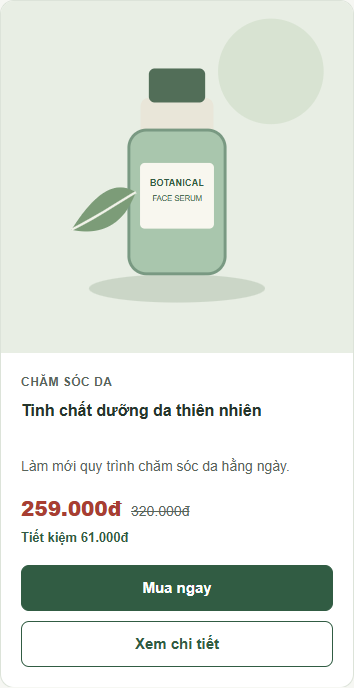 BOTANICAL
FACE SERUM
CHĂM SÓC DA
Tinh chất dưỡng da thiên nhiên
Làm mới quy trình chăm sóc da hằng ngày.
259.000đ 320.000đ
Tiết kiệm 61.000đ
Mua ngay
Xem chi tiết